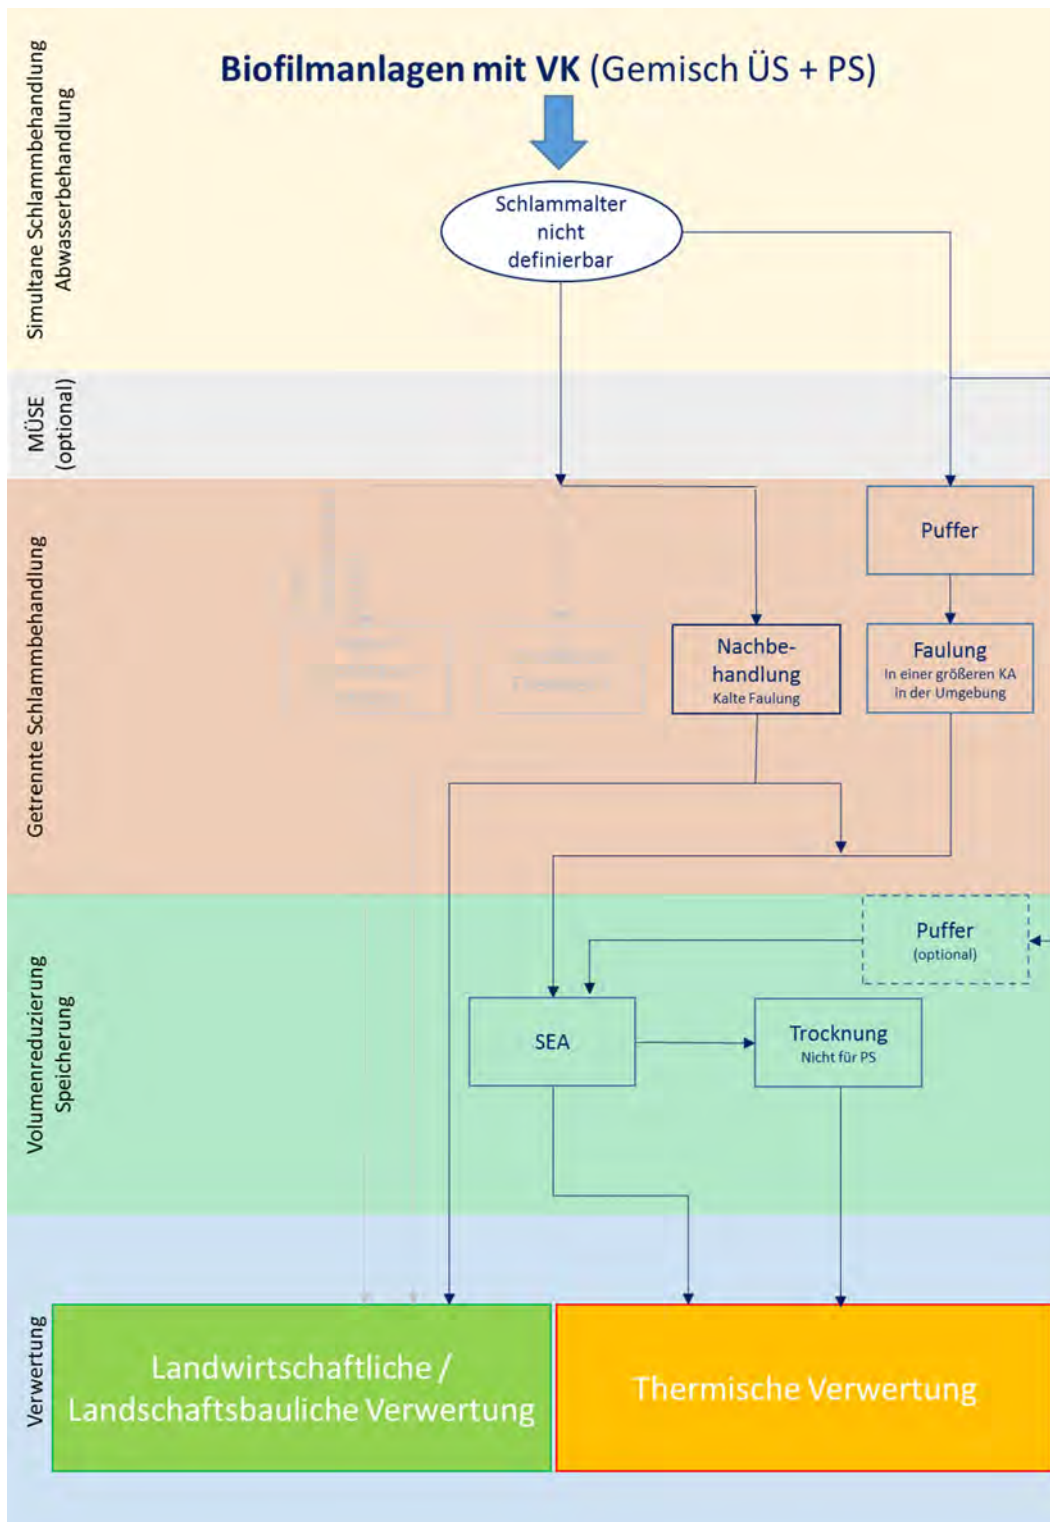 Biofilmanlagen mit VK (Gemisch ÜS + PS)
Simultane Schlammbehandlung
Abwasserbehandlung
Schlammalter
nicht
definierbar
MÜSE
(optional)
Getrennte Schlammbehandlung
Puffer
Nachbe-
handlung
Kalte Faulung
Faulung
In einer größeren KA
in der Umgebung
Volumenreduzierung
Speicherung
Puffer
(optional)
SEA
Trocknung
Nicht für PS
Verwertung
Landwirtschaftliche /
Landschaftsbauliche Verwertung
Thermische Verwertung